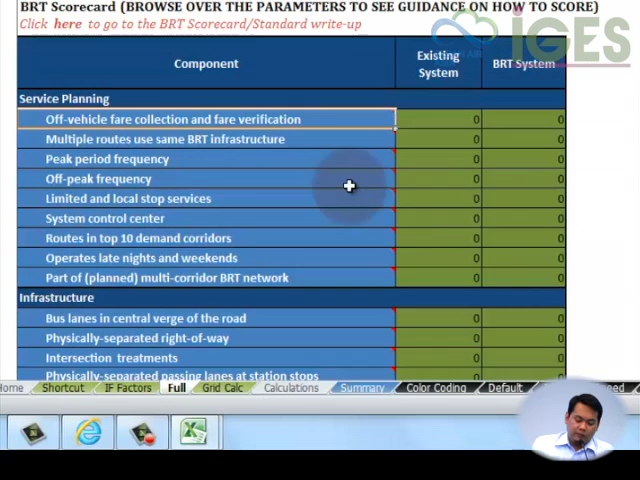 BRT Scorecard (BROWSE OVER THE PARAMETERS TO SEE GUIDANCE ON HOW TO SCORE)
Click here to go to the BRT Scorecard/Standard write-up
IGES
Component Existing System BRT System
Service Planning
Off-vehicle fare collection and fare verification 0 0
Multiple routes use same BRT infrastructure 0 0
Peak period frequency 0 0
Off-peak frequency 0 0
Limited and local stop services 0 0
System control center 0 0
Routes in top 10 demand corridors 0 0
Operates late nights and weekends 0 0
Part of (planned) multi-corridor BRT network 0 0
Infrastructure
Bus lanes in central verge of the road 0 0
Physically-separated right-of-way 0 0
Intersection treatments 0 0
Physically-separated passing lanes at station stops 0 0
Home Shortcut IF Factors Full Grid Calc Calculations Summary Color Coding Default